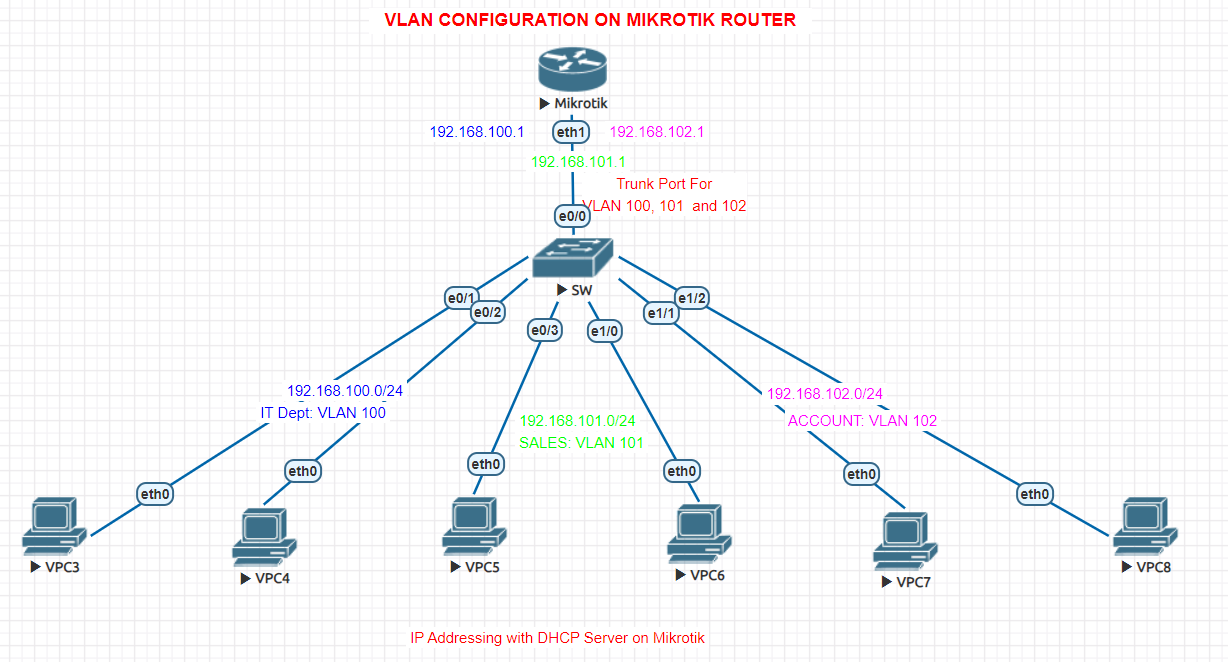 VLAN CONFIGURATION ON MIKROTIK ROUTER
Mikrotik
192.168.100.1
eth1
192.168.102.1
192.168.101.1
Trunk Port For
VLAN 100, 101 and 102
e0/0
SW
e0/1
e0/2
e0/3
e1/0
e1/1
e1/2
192.168.100.0/24
IT Dept: VLAN 100
192.168.101.0/24
SALES: VLAN 101
192.168.102.0/24
ACCOUNT: VLAN 102
eth0
eth0
eth0
eth0
eth0
eth0
VPC3
VPC4
VPC5
VPC6
VPC7
VPC8
IP Addressing with DHCP Server on Mikrotik